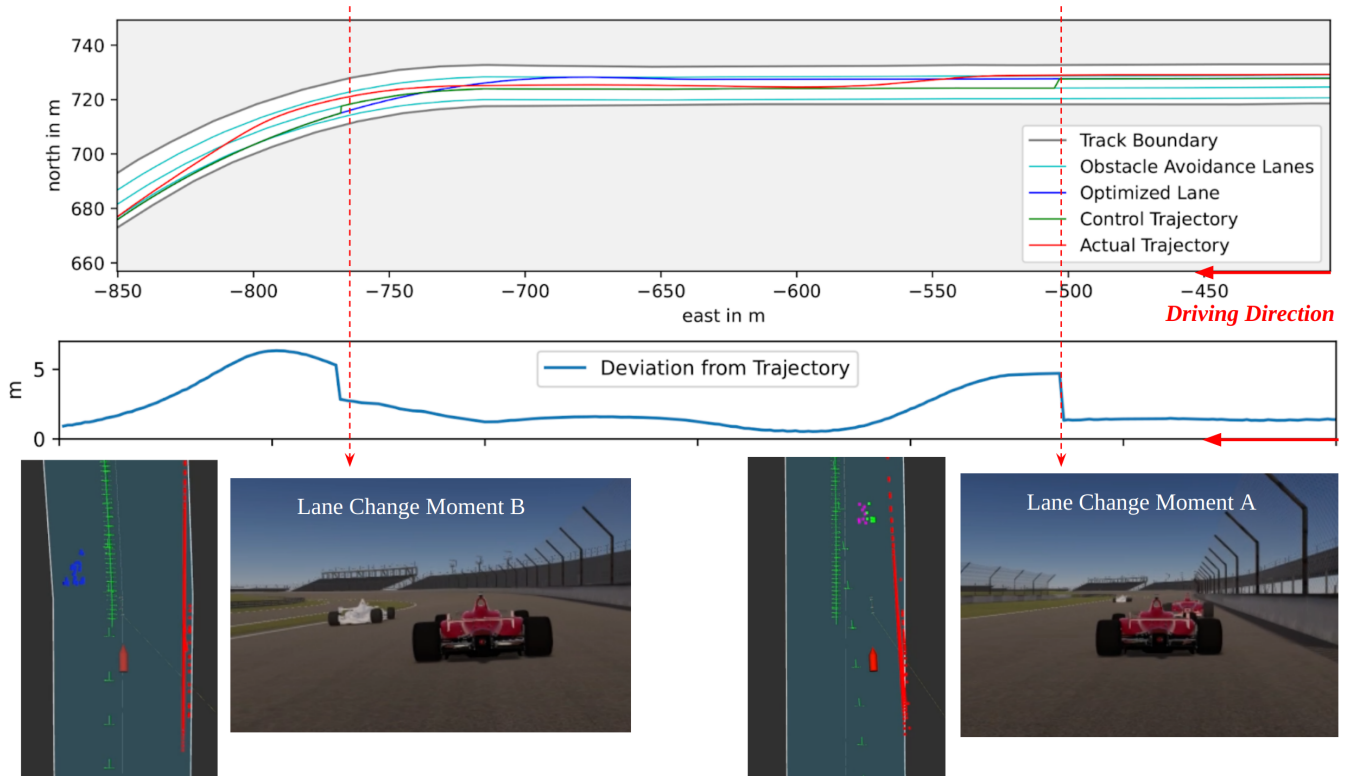 740
720
700
680
660
north in m
Track Boundary
Obstacle Avoidance Lanes
Optimized Lane
Control Trajectory
Actual Trajectory
−850 −800 −750 −700 −650 −600 −550 −500 −450
east in m
Driving Direction
5
0
m
Deviation from Trajectory
Lane Change Moment B
Lane Change Moment A